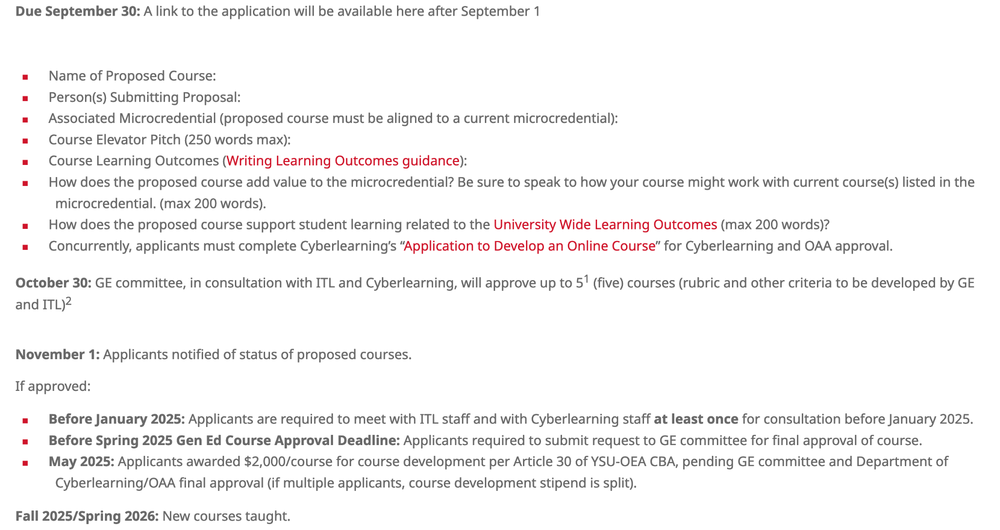 Due September 30: A link to the application will be available here after September 1
Name of Proposed Course:
Person(s) Submitting Proposal:
Associated Microcredential (proposed course must be aligned to a current microcredential):
Course Elevator Pitch (250 words max):
Course Learning Outcomes (Writing Learning Outcomes guidance):
How does the proposed course add value to the microcredential? Be sure to speak to how your course might work with current course(s) listed in the
microcredential. (max 200 words).
How does the proposed course support student learning related to the University Wide Learning Outcomes (max 200 words)?
Concurrently, applicants must complete Cyberlearning’s “Application to Develop an Online Course” for Cyberlearning and OAA approval.
October 30: GE committee, in consultation with ITL and Cyberlearning, will approve up to 5¹ (five) courses (rubric and other criteria to be developed by GE
and ITL)²
November 1: Applicants notified of status of proposed courses.
If approved:
Before January 2025: Applicants are required to meet with ITL staff and with Cyberlearning staff at least once for consultation before January 2025.
Before Spring 2025 Gen Ed Course Approval Deadline: Applicants required to submit request to GE committee for final approval of course.
May 2025: Applicants awarded $2,000/course for course development per Article 30 of YSU-OEA CBA, pending GE committee and Department of
Cyberlearning/OAA final approval (if multiple applicants, course development stipend is split).
Fall 2025/Spring 2026: New courses taught.